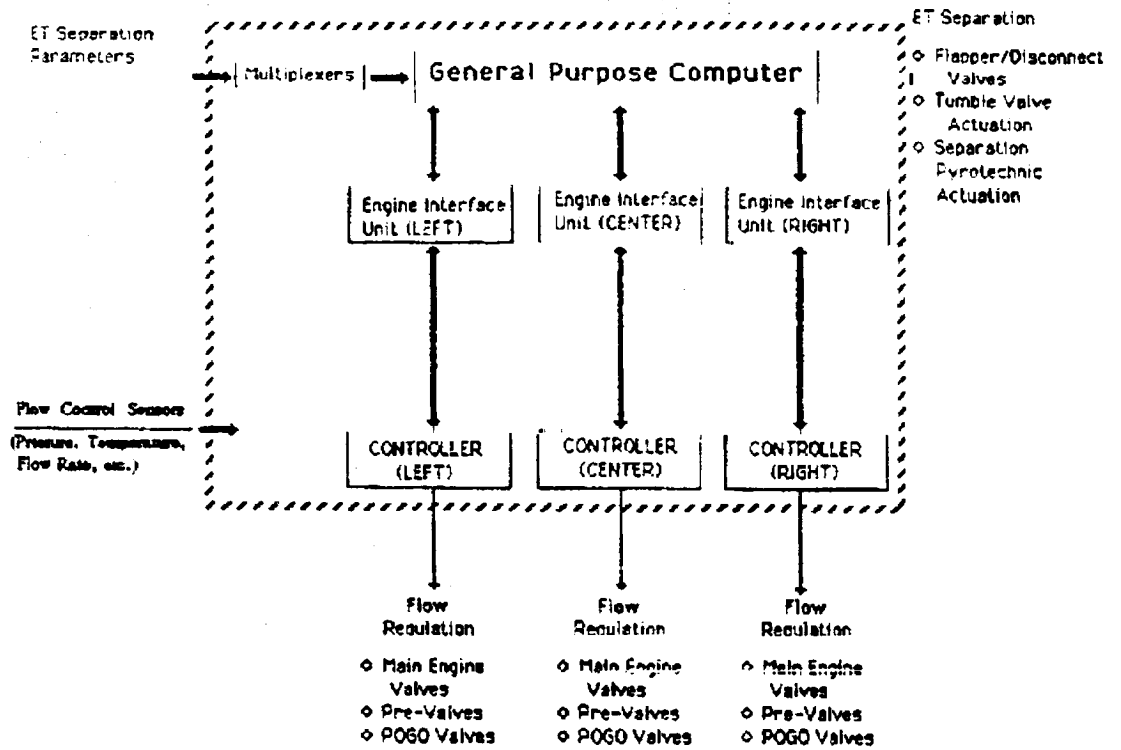 ET Separation
Parameters
Multiplexers
General Purpose Computer
ET Separation
◇ Flapper/Disconnect
Valves
◇ Tumble Valve
Actuation
◇ Separation
Pyrotechnic
Actuation
Engine Interface
Unit (LEFT)
Engine Interface
Unit (CENTER)
Engine Interface
Unit (RIGHT)
Flow Control Sensors
(Pressure, Temperature,
Flow Rate, etc.)
CONTROLLER
(LEFT)
CONTROLLER
(CENTER)
CONTROLLER
(RIGHT)
Flow
Regulation
◇ Main Engine
Valves
◇ Pre-Valves
◇ POGO Valves
Flow
Regulation
◇ Main Engine
Valves
◇ Pre-Valves
◇ POGO Valves
Flow
Regulation
◇ Main Engine
Valves
◇ Pre-Valves
◇ POGO Valves